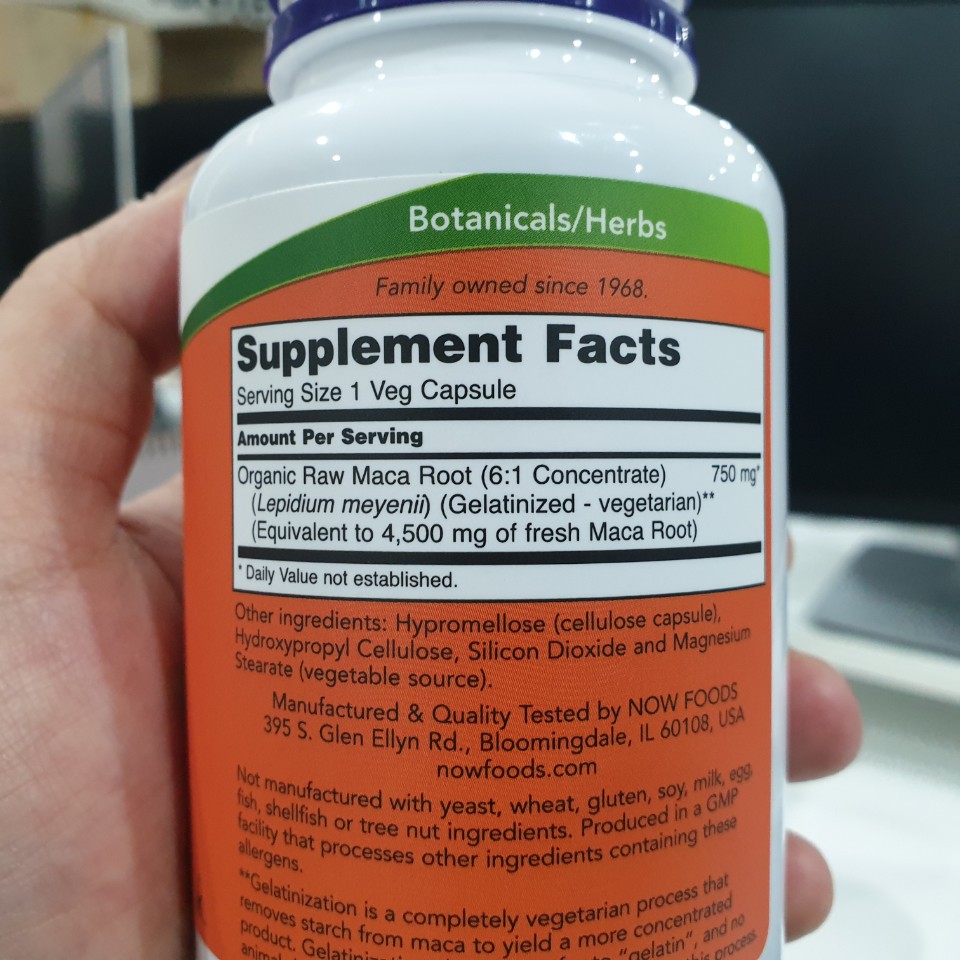 Botanicals/Herbs
Family owned since 1968.
Supplement Facts
Serving Size 1 Veg Capsule
Amount Per Serving
Organic Raw Maca Root (6:1 Concentrate) 750 mg*
(Lepidium meyenii) (Gelatinized - vegetarian)**
(Equivalent to 4,500 mg of fresh Maca Root)
* Daily Value not established.
Other ingredients: Hypromellose (cellulose capsule),
Hydroxypropyl Cellulose, Silicon Dioxide and Magnesium
Stearate (vegetable source).
Manufactured & Quality Tested by NOW FOODS
395 S. Glen Ellyn Rd., Bloomingdale, IL 60108, USA
nowfoods.com
Not manufactured with yeast, wheat, gluten, soy, milk, egg,
fish, shellfish or tree nut ingredients. Produced in a GMP
facility that processes other ingredients containing these
allergens.
**Gelatinization is a completely vegetarian process that
removes starch from maca to yield a more concentrated
product. "gelatin", and no
this process.